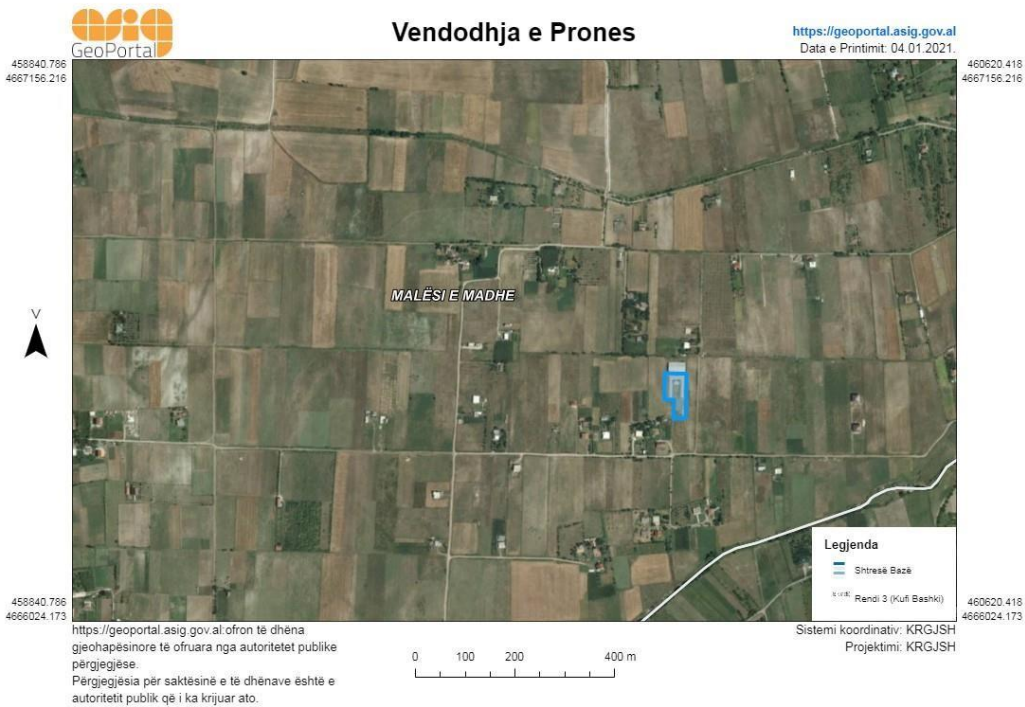 asig
GeoPortal
Vendodhja e Prones
https://geoportal.asig.gov.al
Data e Printimit: 04.01.2021.
458840.786
4667156.216
460620.418
4667156.216
MALËSI E MADHE
V
Legjenda
Shtresë Bazë
Rendi 3 (Kufi Bashki)
458840.786
4666024.173
460620.418
4666024.173
https://geoportal.asig.gov.al:ofron të dhëna
gjeohapësinore të ofruara nga autoritetet publike
përgjegjëse.
Përgjegjësia për saktësinë e të dhënave është e
autoritetit publik që i ka krijuar ato.
0 100 200 400 m
Sistemi koordinativ: KRGJSH
Projektimi: KRGJSH